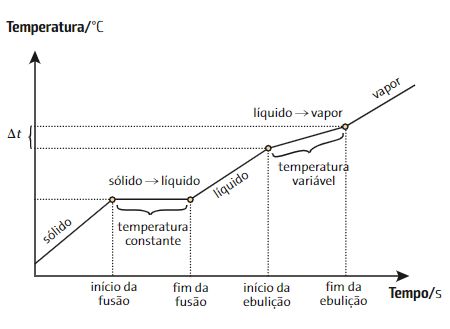 Temperatura/°C
vapor
líquido → vapor
Δt
temperatura
variável
sólido → líquido
líquido
sólido
temperatura
constante
início da
fusão
fim da
fusão
início da
ebulição
fim da
ebulição
Tempo/s